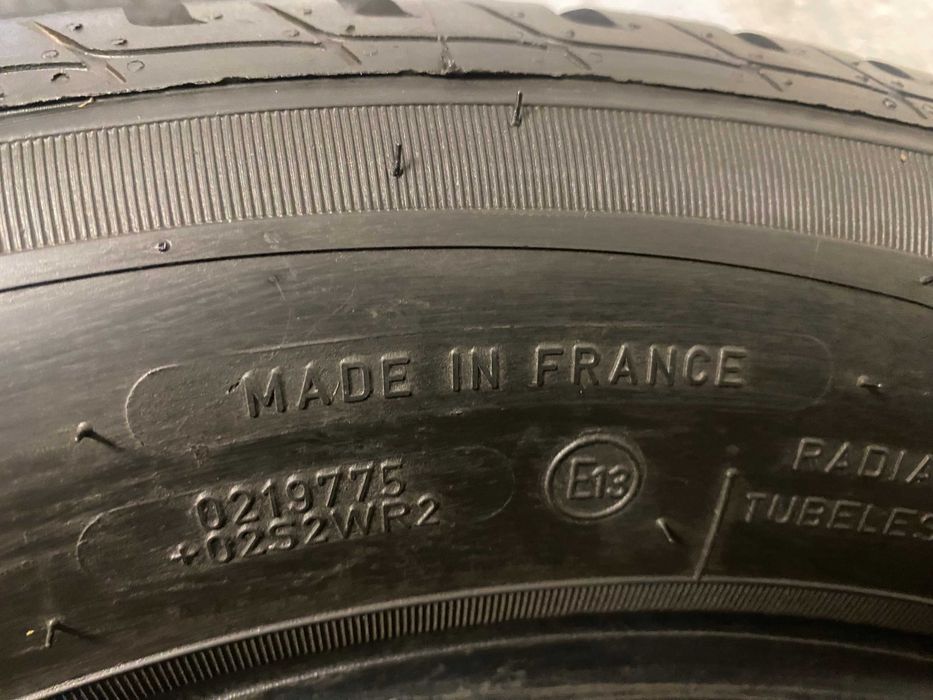 MADE IN FRANCE
RADIA
0219775
E13
TUBELES
+02S2WR2